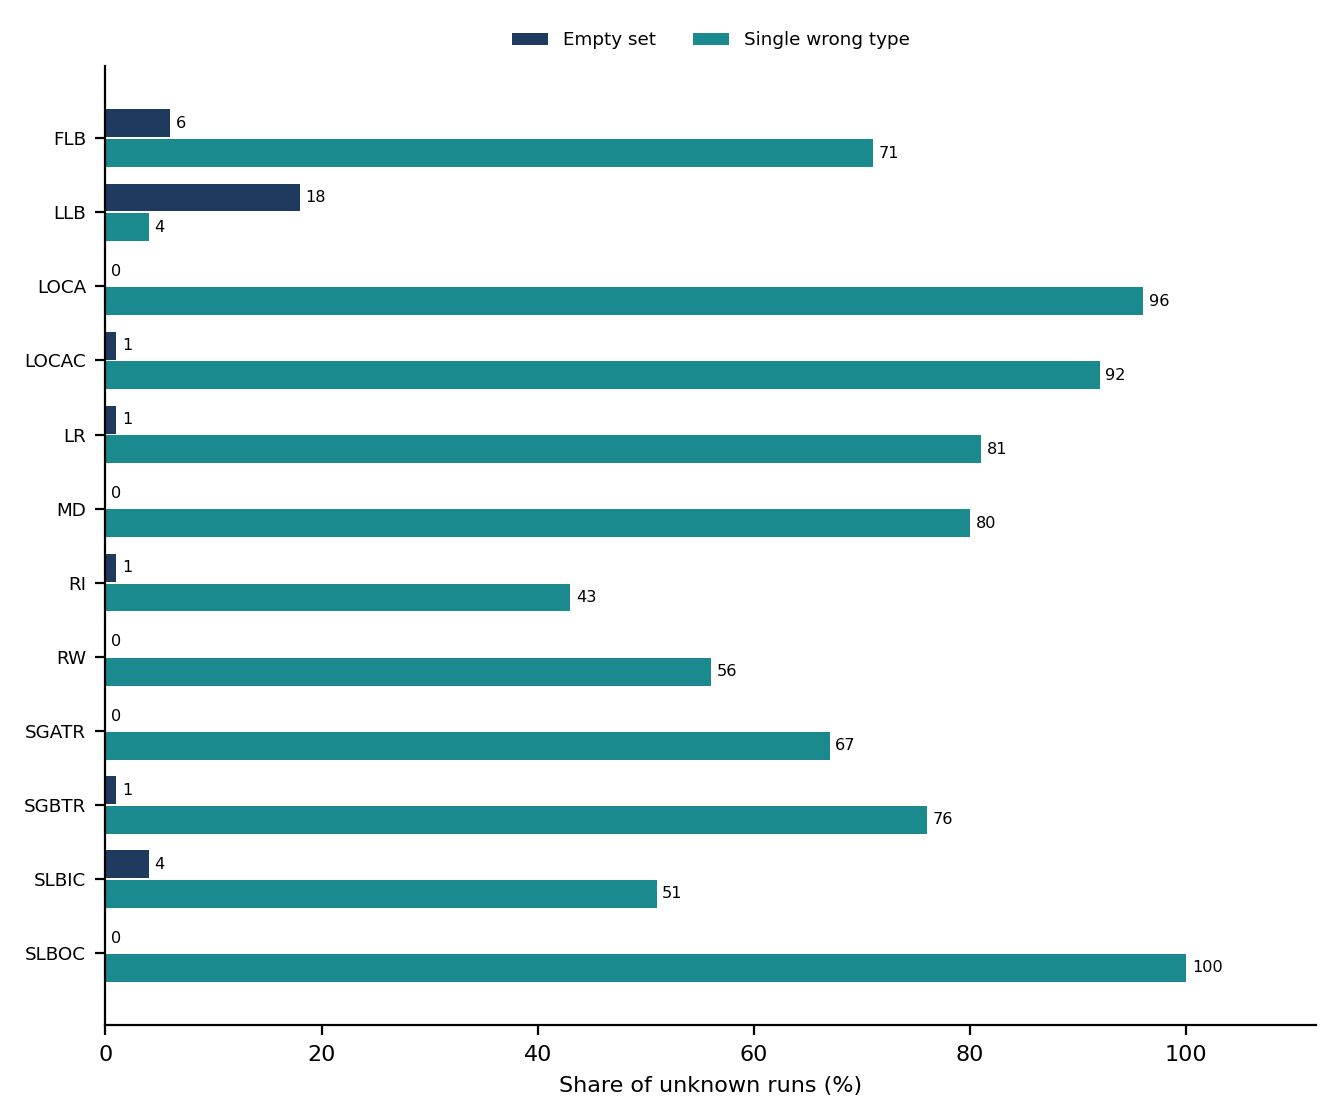 Empty set Single wrong type
FLB 6
71
LLB 18
4
LOCA 0
96
LOCAC 1
92
LR 1
81
MD 0
80
RI 1
43
RW 0
56
SGATR 0
67
SGBTR 1
76
SLBIC 4
51
SLBOC 0
100
0 20 40 60 80 100
Share of unknown runs (%)